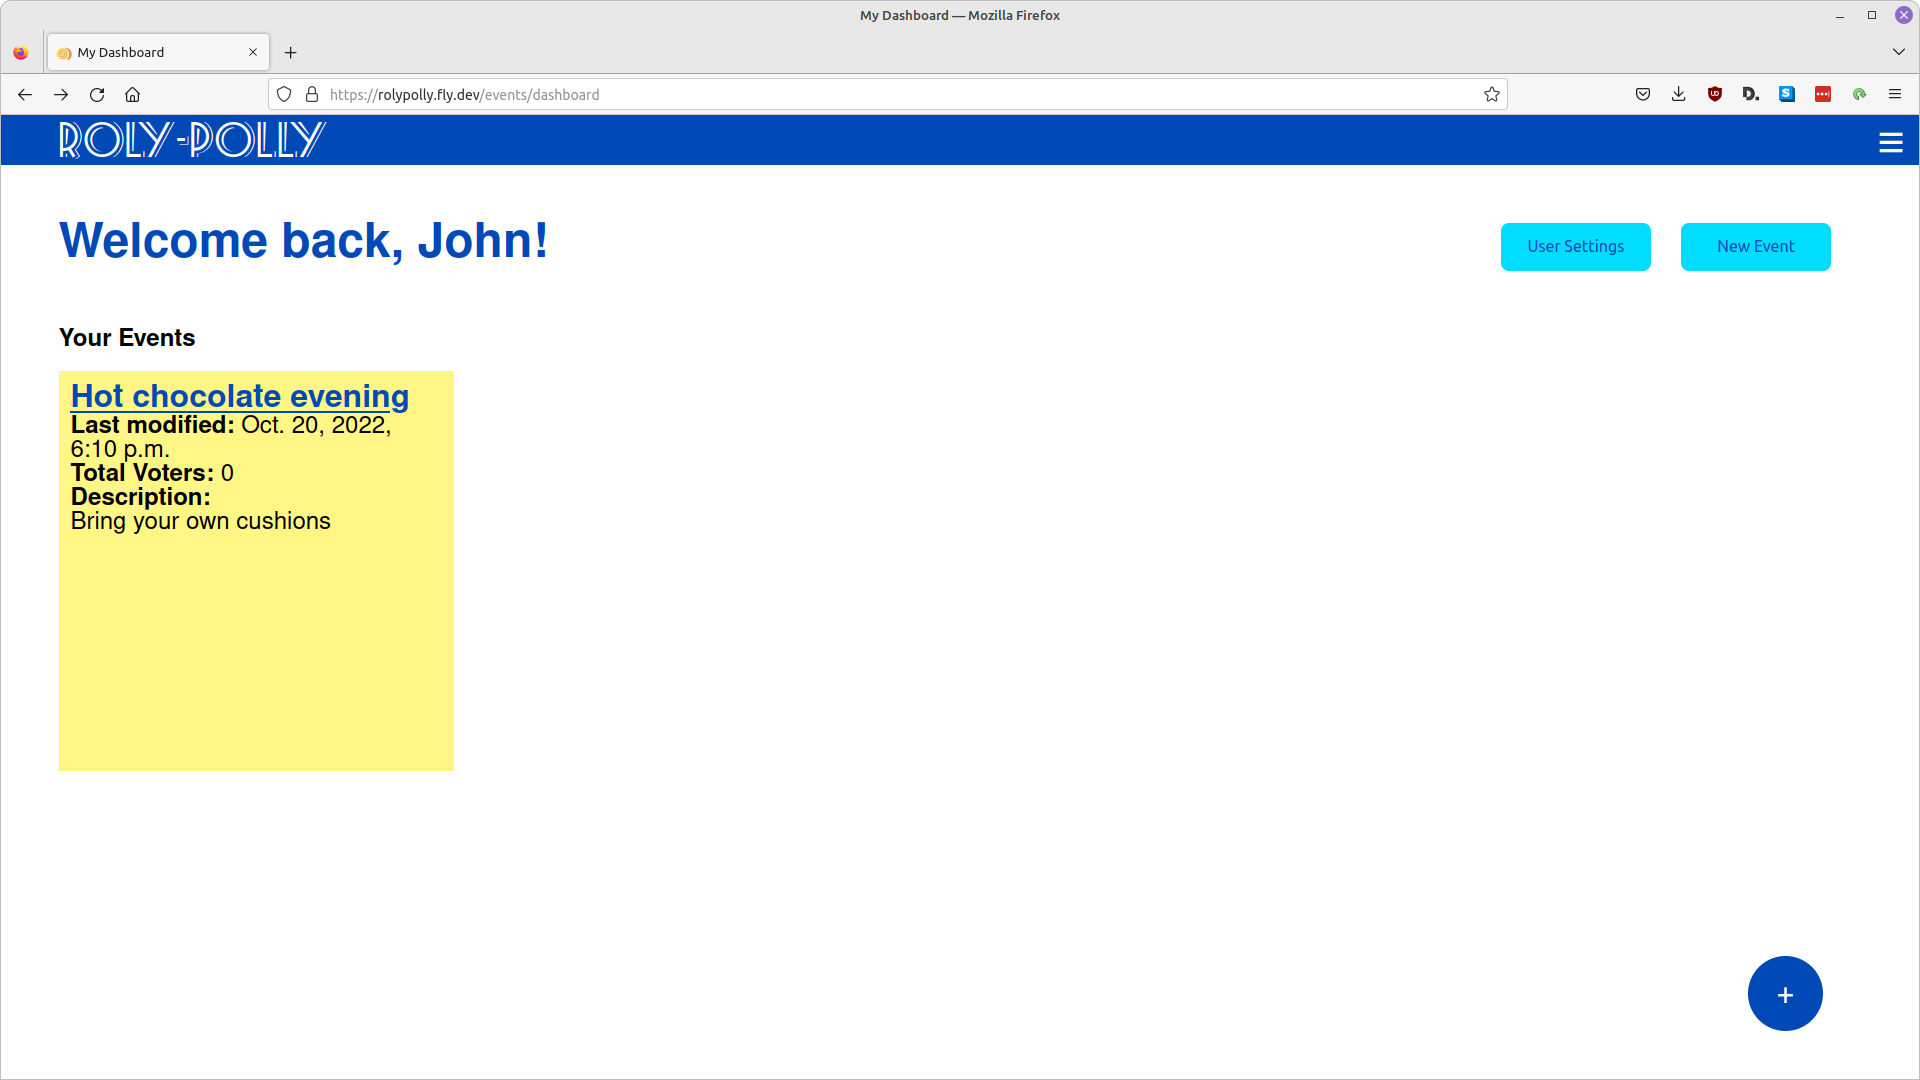 My Dashboard — Mozilla Firefox
My Dashboard
https://rolypolly.fly.dev/events/dashboard
ROLY-POLLY
Welcome back, John!
User Settings
New Event
Your Events
Hot chocolate evening
Last modified: Oct. 20, 2022,
6:10 p.m.
Total Voters: 0
Description:
Bring your own cushions
+